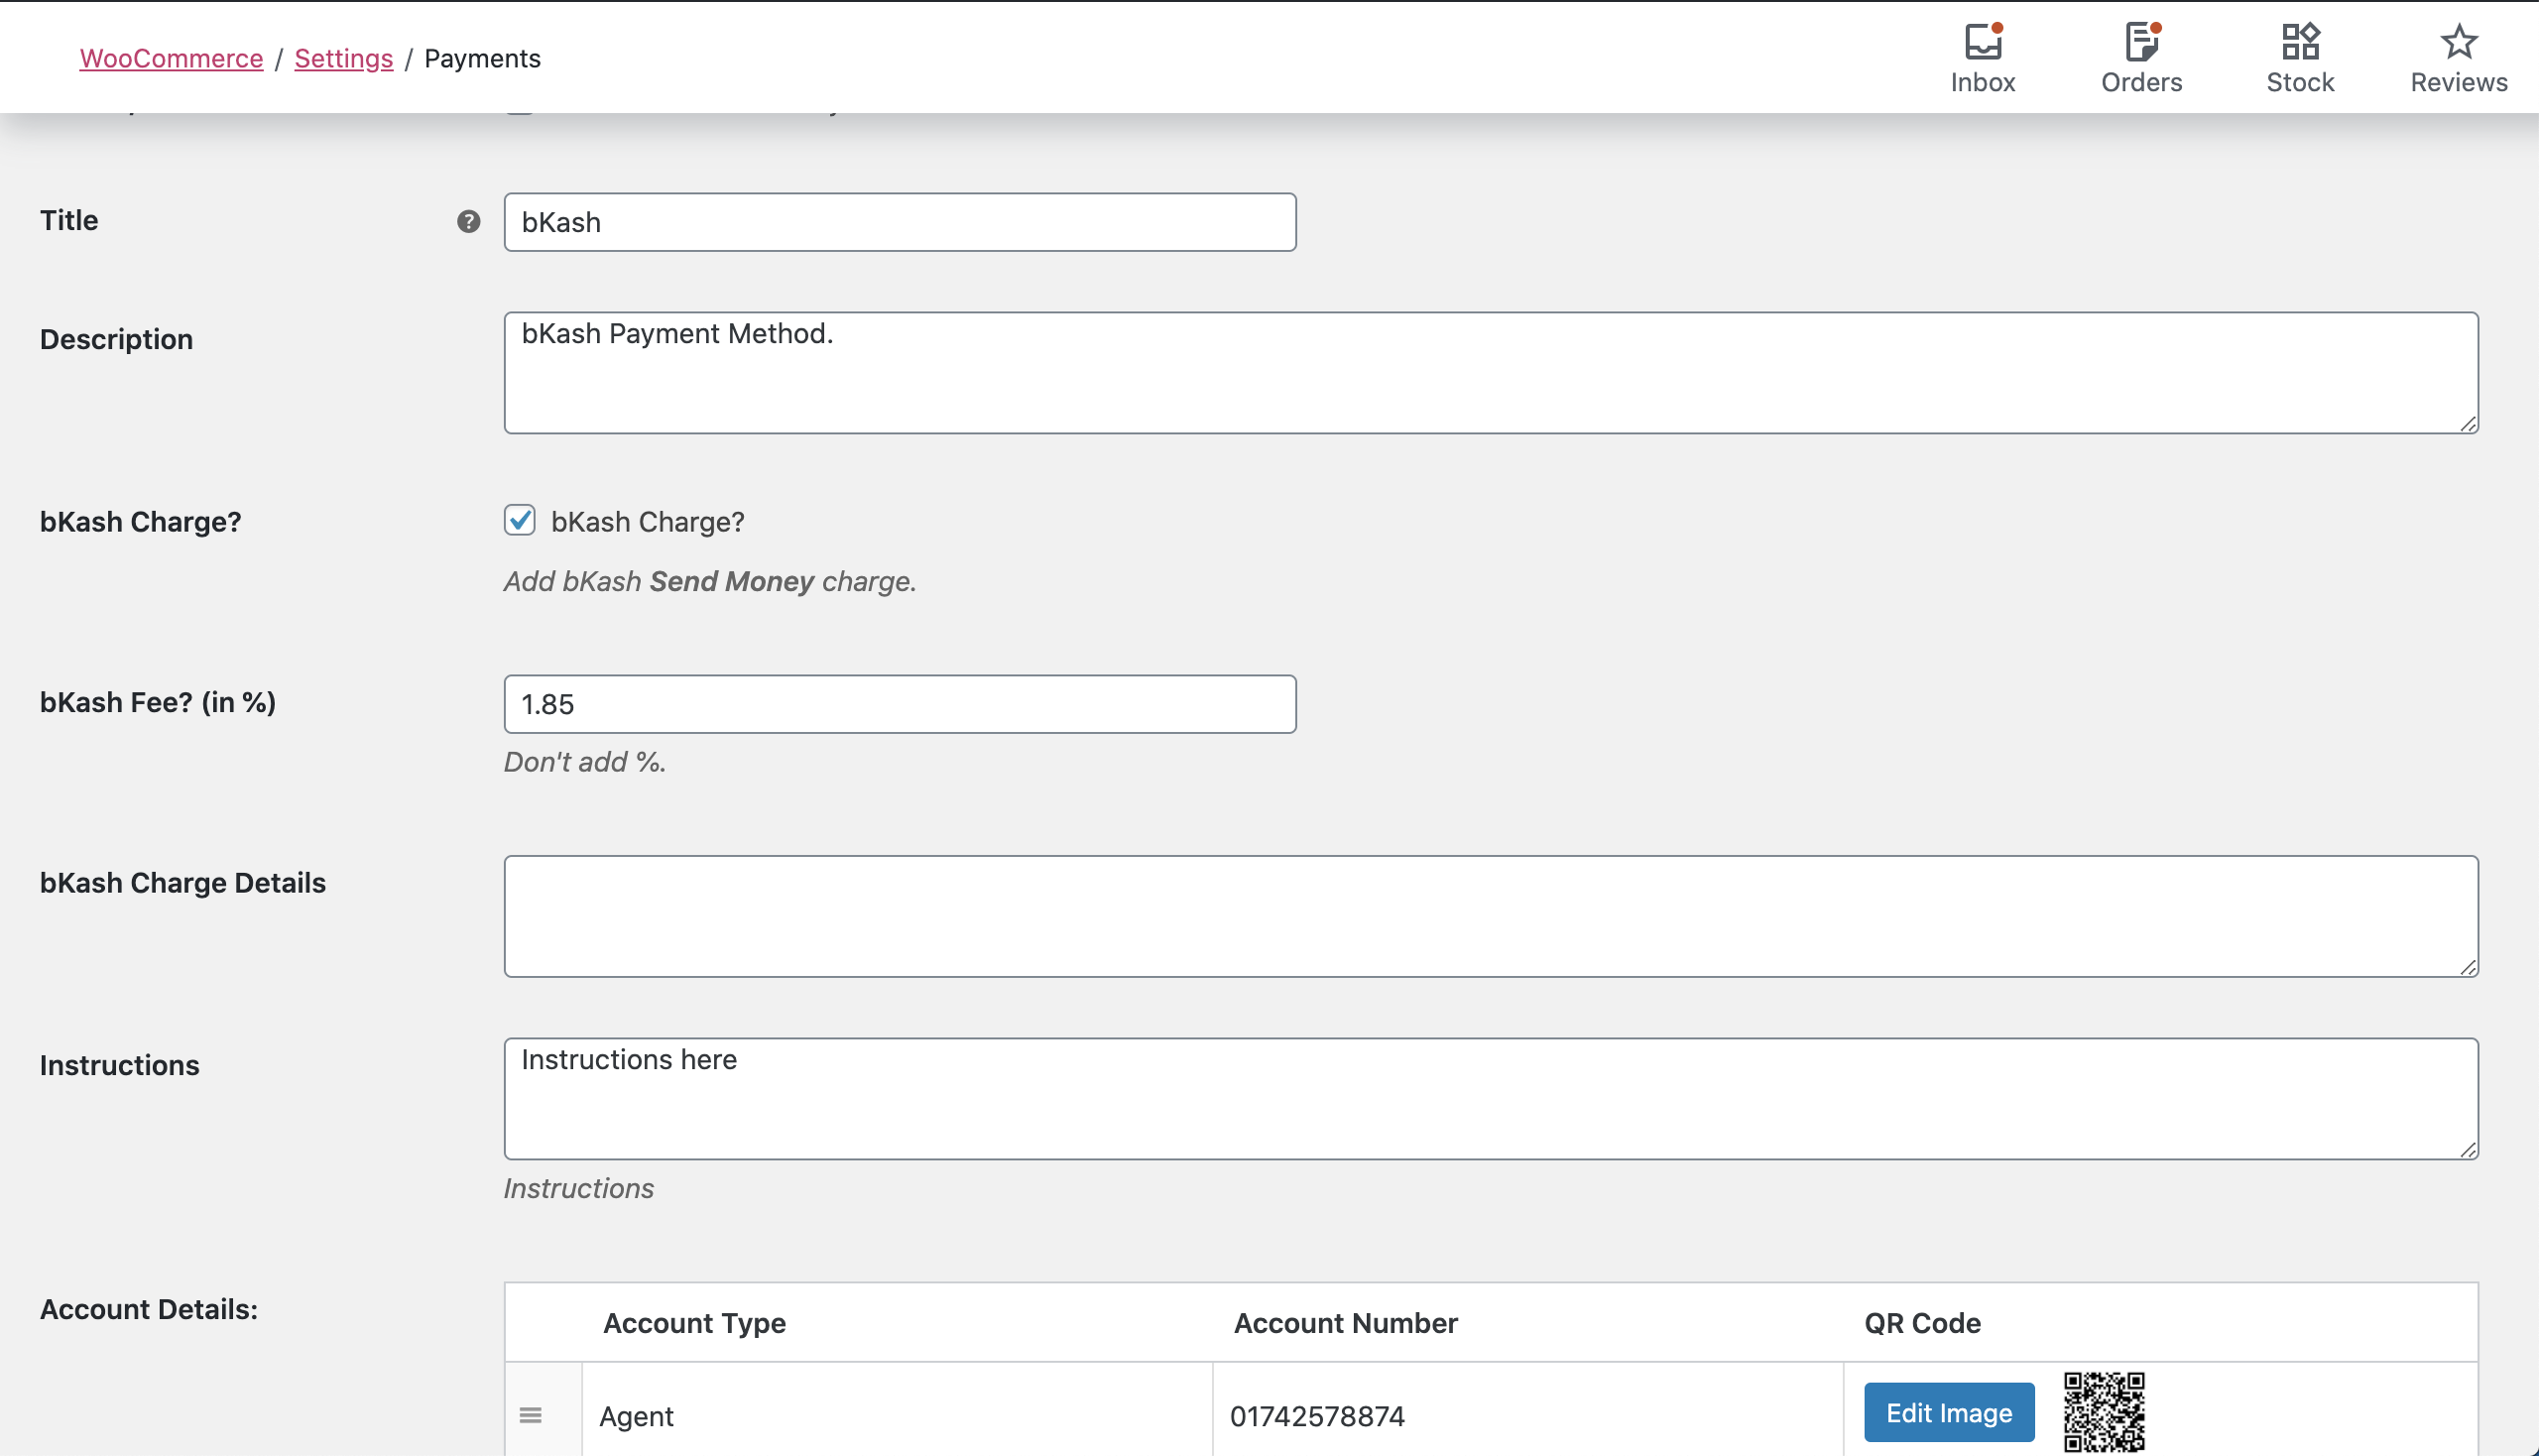 WooCommerce / Settings / Payments
Inbox
Orders
Stock
Reviews
Title
bKash
Description
bKash Payment Method.
bKash Charge?
bKash Charge?
Add bKash Send Money charge.
bKash Fee? (in %)
1.85
Don't add %.
bKash Charge Details
Instructions
Instructions here
Instructions
Account Details:
Account Type
Account Number
QR Code
Agent
01742578874
Edit Image